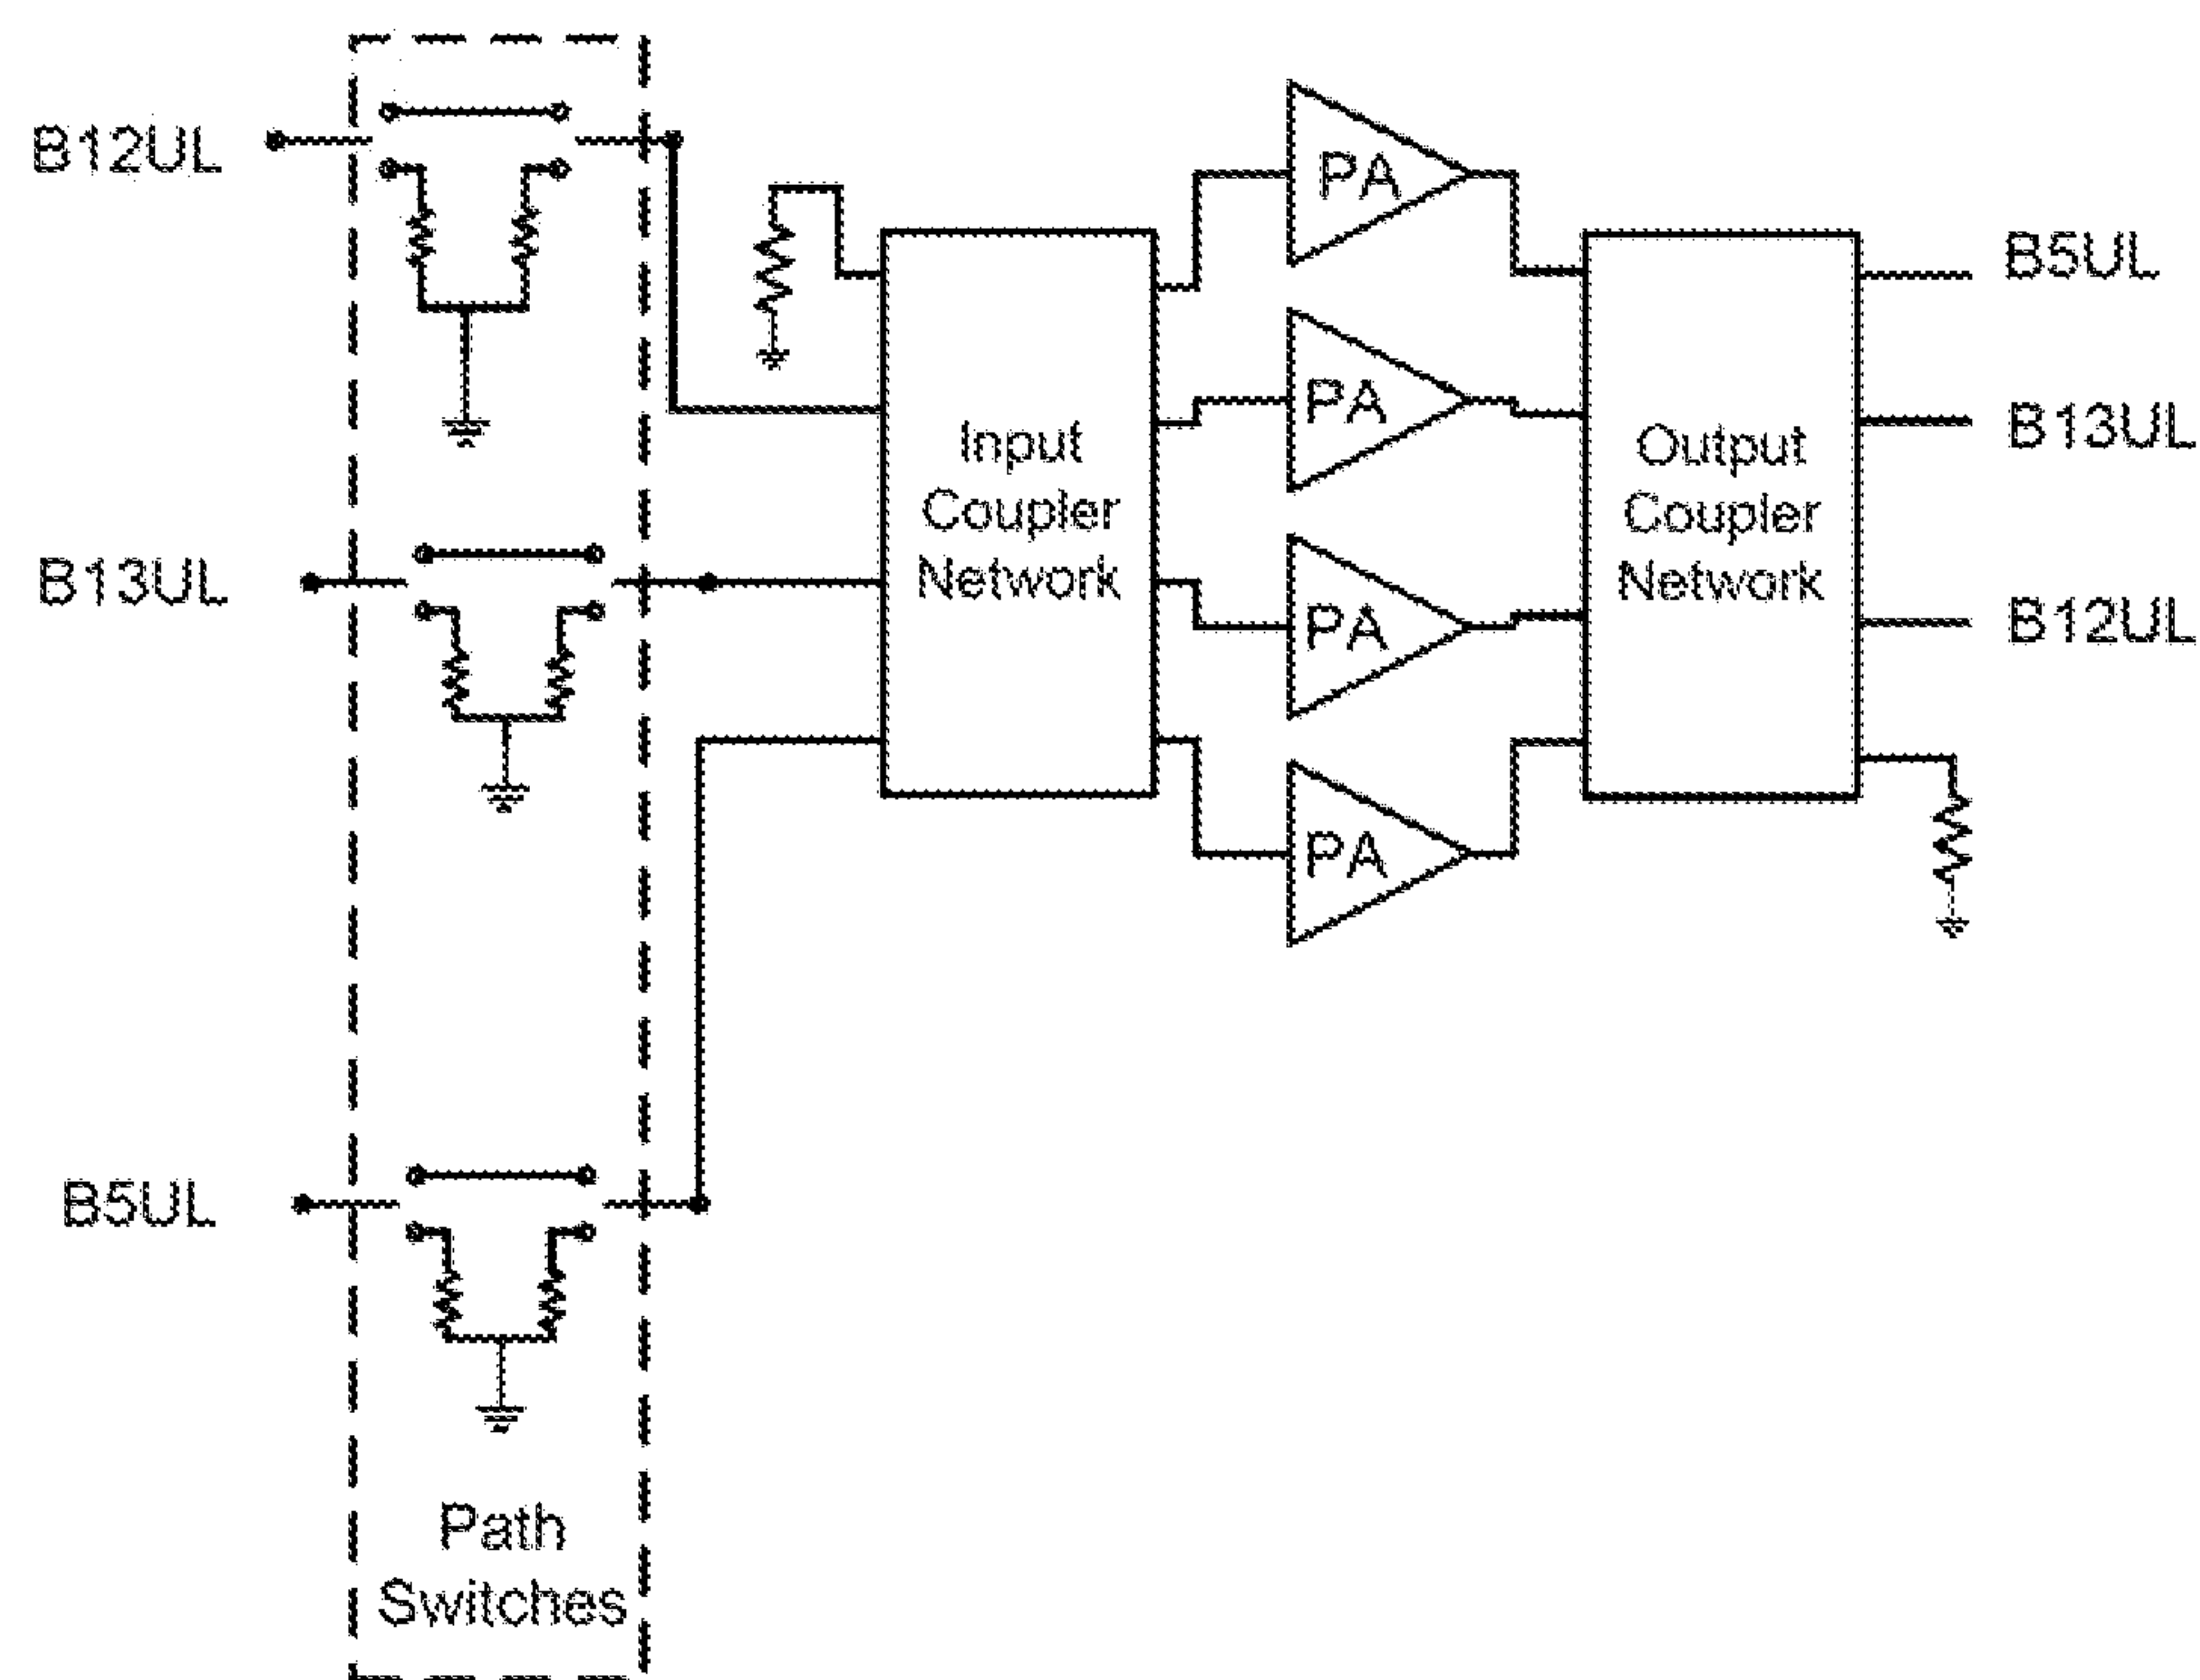 B12UL
B13UL
B5UL
Path
Switches
Input
Coupler
Network
PA
PA
PA
PA
Output
Coupler
Network
B5UL
B13UL
B12UL